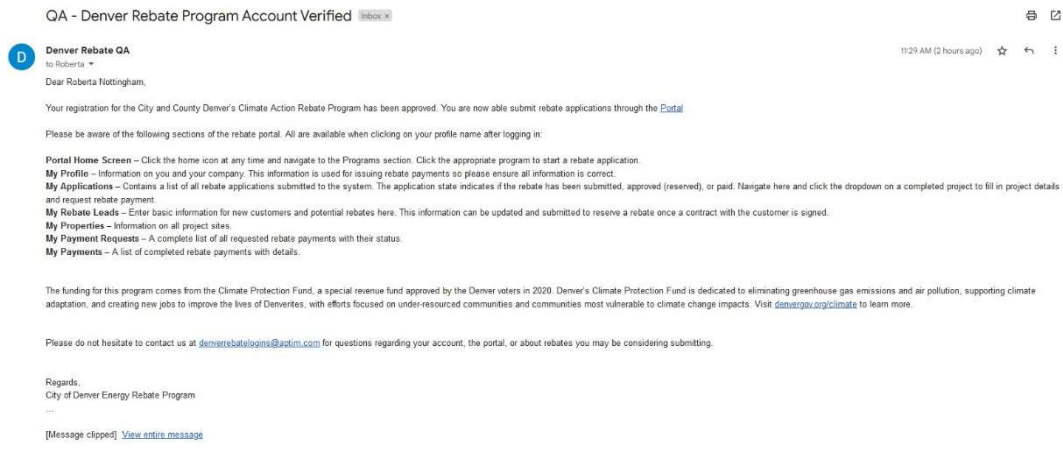 QA - Denver Rebate Program Account Verified Inbox x
D
Denver Rebate QA
11:29 AM (2 hours ago)
to Roberta
Dear Roberta Nottingham,
Your registration for the City and County Denver's Climate Action Rebate Program has been approved. You are now able submit rebate applications through the Portal
Please be aware of the following sections of the rebate portal. All are available when clicking on your profile name after logging in:
Portal Home Screen – Click the home icon at any time and navigate to the Programs section. Click the appropriate program to start a rebate application.
My Profile – Information on you and your company. This information is used for issuing rebate payments so please ensure all information is correct.
My Applications – Contains a list of all rebate applications submitted to the system. The application state indicates if the rebate has been submitted, approved (reserved), or paid. Navigate here and click the dropdown on a completed project to fill in project details
and request rebate payment.
My Rebate Leads – Enter basic information for new customers and potential rebates here. This information can be updated and submitted to reserve a rebate once a contract with the customer is signed.
My Properties – Information on all project sites.
My Payment Requests – A complete list of all requested rebate payments with their status.
My Payments – A list of completed rebate payments with details.
The funding for this program comes from the Climate Protection Fund, a special revenue fund approved by the Denver voters in 2020. Denver's Climate Protection Fund is dedicated to eliminating greenhouse gas emissions and air pollution, supporting climate
adaptation, and creating new jobs to improve the lives of Denverites, with efforts focused on under-resourced communities and communities most vulnerable to climate change impacts. Visit denvergov.org/climate to learn more.
Please do not hesitate to contact us at denverrebatelogins@aptim.com for questions regarding your account, the portal, or about rebates you may be considering submitting.
Regards,
City of Denver Energy Rebate Program
...
[Message clipped] View entire message